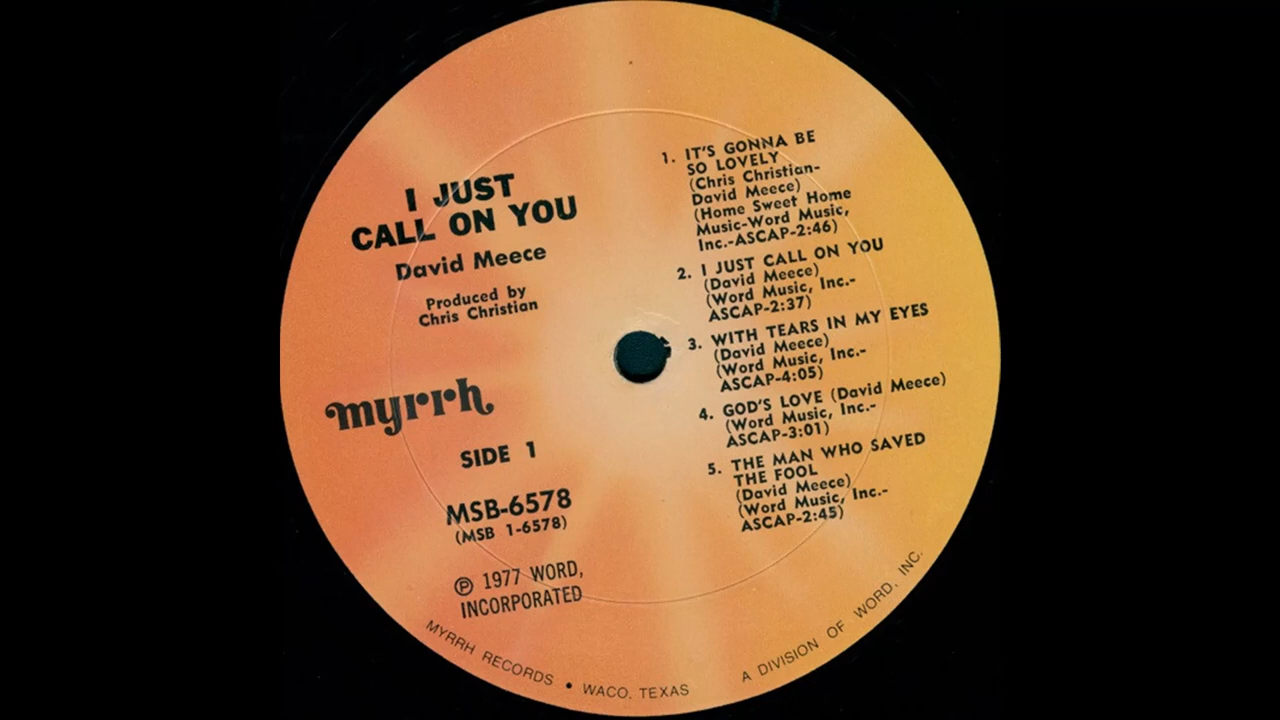 I JUST
CALL ON YOU
David Meece
Produced by
Chris Christian
myrrh
SIDE 1
MSB-6578
(MSB 1-6578)
℗ 1977 WORD,
INCORPORATED
1. IT'S GONNA BE
SO LOVELY
(Chris Christian-
David Meece)
(Home Sweet Home
Music-Word Music,
Inc.-ASCAP-2:46)
2. I JUST CALL ON YOU
(David Meece)
(Word Music, Inc.-
ASCAP-2:37)
3. WITH TEARS IN MY EYES
(David Meece)
(Word Music, Inc.-
ASCAP-4:05)
4. GOD'S LOVE (David Meece)
(Word Music, Inc.-
ASCAP-3:01)
5. THE MAN WHO SAVED
THE FOOL
(David Meece)
(Word Music, Inc.-
ASCAP-2:45)
MYRRH RECORDS • WACO, TEXAS A DIVISION OF WORD, INC.